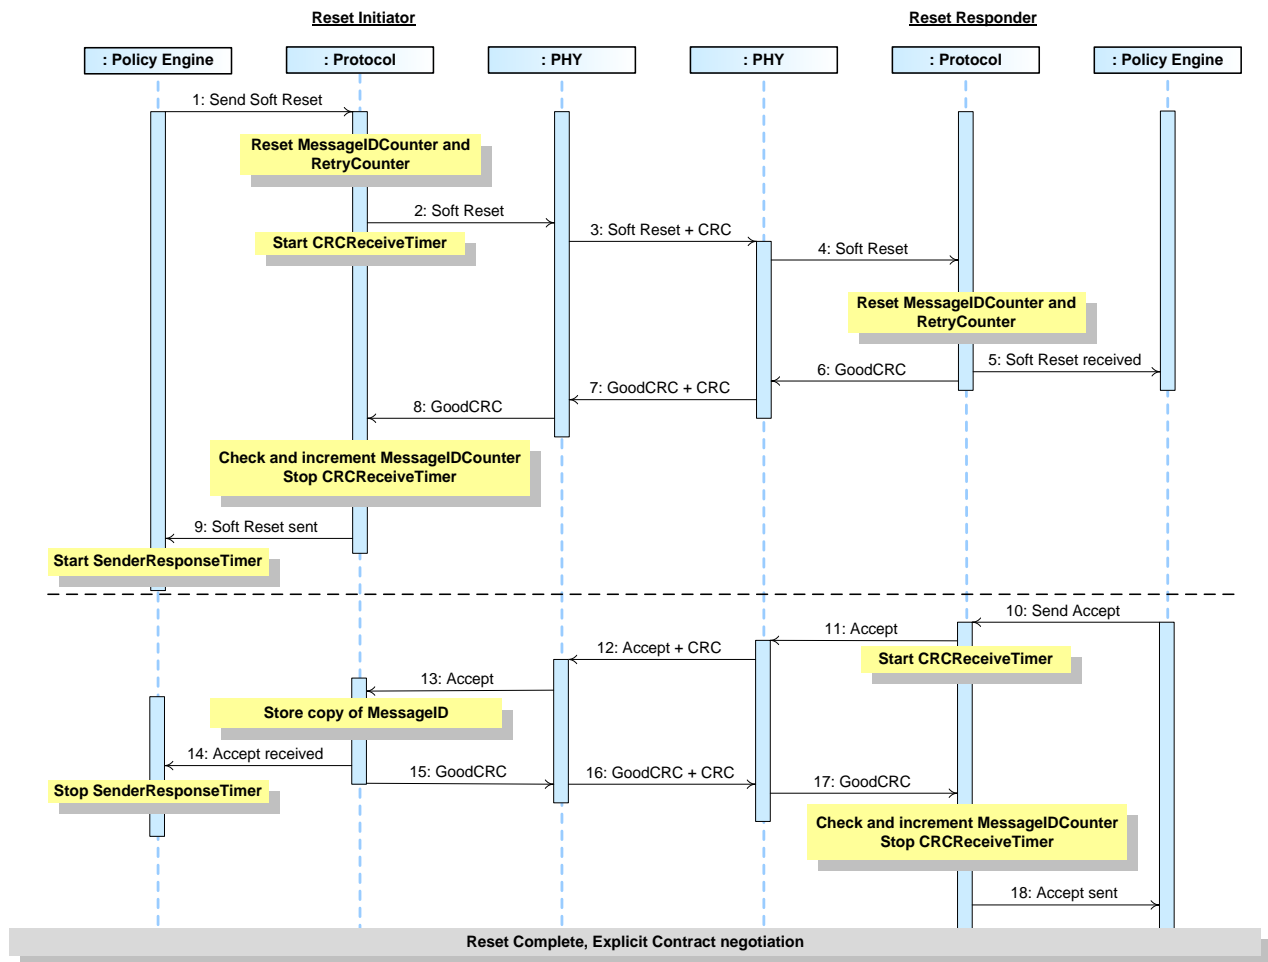 Reset Initiator
Reset Responder
: Policy Engine
: Protocol
: PHY
: PHY
: Protocol
: Policy Engine
1: Send Soft Reset
Reset MessageIDCounter and
RetryCounter
2: Soft Reset
Start CRCReceiveTimer
3: Soft Reset + CRC
4: Soft Reset
Reset MessageIDCounter and
RetryCounter
5: Soft Reset received
6: GoodCRC
7: GoodCRC + CRC
8: GoodCRC
Check and increment MessageIDCounter
Stop CRCReceiveTimer
9: Soft Reset sent
Start SenderResponseTimer
10: Send Accept
11: Accept
Start CRCReceiveTimer
12: Accept + CRC
13: Accept
Store copy of MessageID
14: Accept received
Stop SenderResponseTimer
15: GoodCRC
16: GoodCRC + CRC
17: GoodCRC
Check and increment MessageIDCounter
Stop CRCReceiveTimer
18: Accept sent
Reset Complete, Explicit Contract negotiation